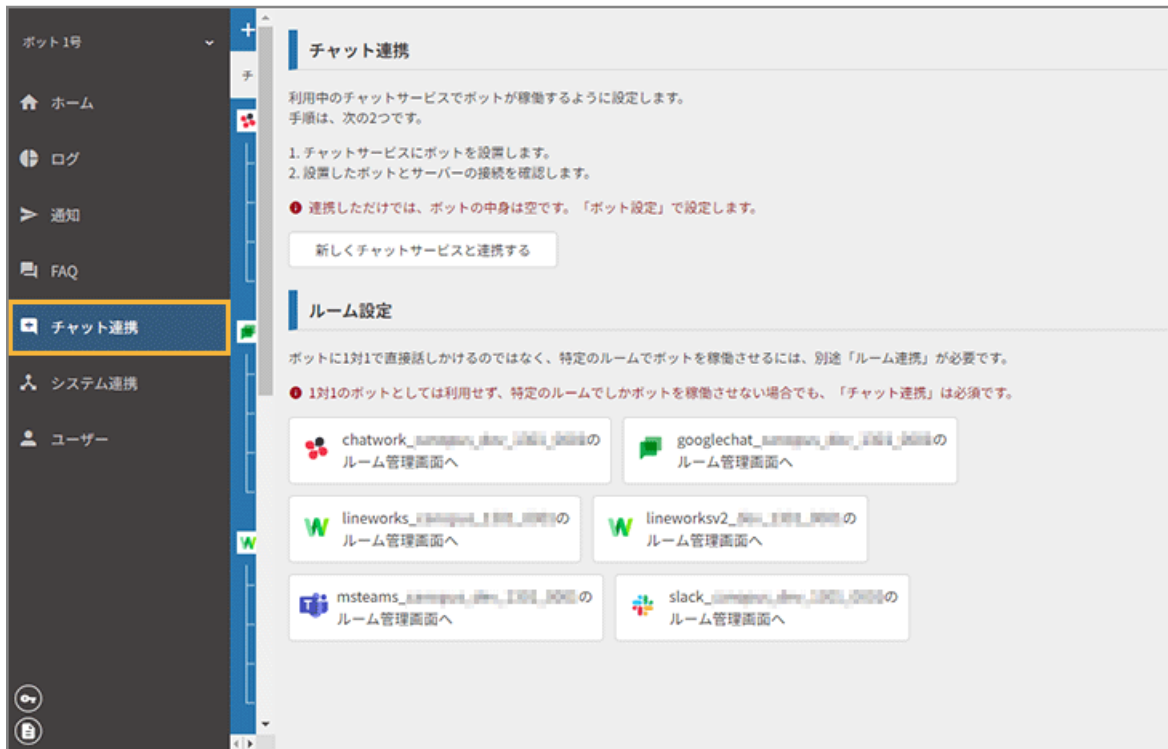 ボット1号
ホーム
ログ
通知
FAQ
チャット連携
システム連携
ユーザー
チ
チャット連携
利用中のチャットサービスでボットが稼働するように設定します。
手順は、次の2つです。
1. チャットサービスにボットを設置します。
2. 設置したボットとサーバーの接続を確認します。
連携しただけでは、ボットの中身は空です。「ボット設定」で設定します。
新しくチャットサービスと連携する
ルーム設定
ボットに1対1で直接話しかけるのではなく、特定のルームでボットを稼働させるには、別途「ルーム連携」が必要です。
1対1のボットとしては利用せず、特定のルームでしかボットを稼働させない場合でも、「チャット連携」は必須です。
chatwork_ の
ルーム管理画面へ
googlechat_ の
ルーム管理画面へ
lineworks_ の
ルーム管理画面へ
lineworksv2_ の
ルーム管理画面へ
msteams_ の
ルーム管理画面へ
slack_ の
ルーム管理画面へ